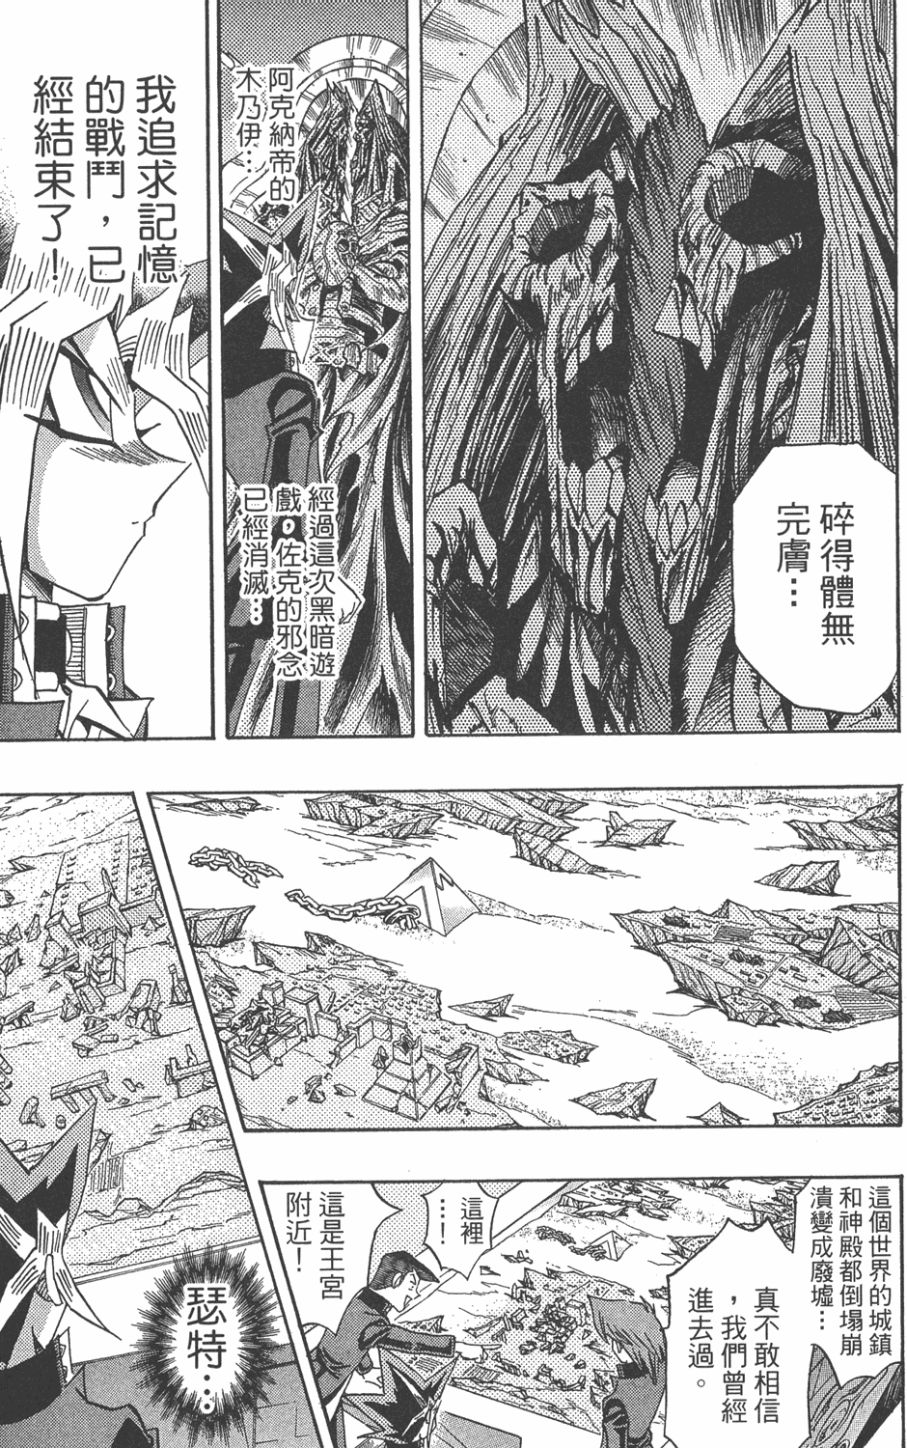 碎得體無
完膚…
阿克納帝的
木乃伊…
經過這次黑暗遊
戲，佐克的邪念
已經消滅…
我追求記憶
的戰鬥，已
經結束了！
這個世界的城鎮
和神殿都倒塌崩
潰變成廢墟…
真不敢相信
，我們曾經
進去過。
這裡
…！
這是王宮
附近！
瑟特…